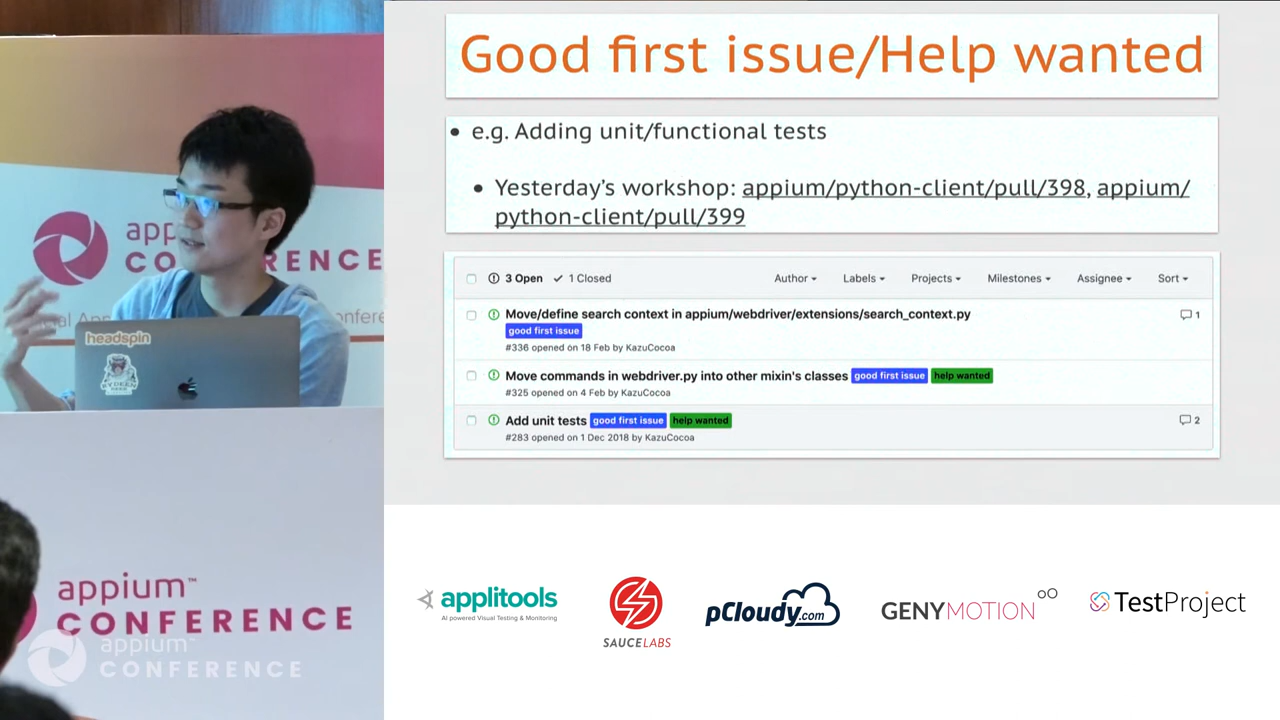 Good first issue/Help wanted
e.g. Adding unit/functional tests
Yesterday's workshop: appium/python-client/pull/398, appium/
python-client/pull/399
3 Open 1 Closed Author Labels Projects Milestones Assignee Sort
Move/define search context in appium/webdriver/extensions/search_context.py 1
good first issue
#336 opened on 18 Feb by KazuCocoa
Move commands in webdriver.py into other mixin's classes good first issue help wanted
#325 opened on 4 Feb by KazuCocoa
Add unit tests good first issue help wanted 2
#283 opened on 1 Dec 2018 by KazuCocoa
headspin
appium™
CONFERENCE
appium™
CONFERENCE
applitools
AI powered Visual Testing & Monitoring
SAUCELABS
pCloudy.com
GENYMOTION
TestProject